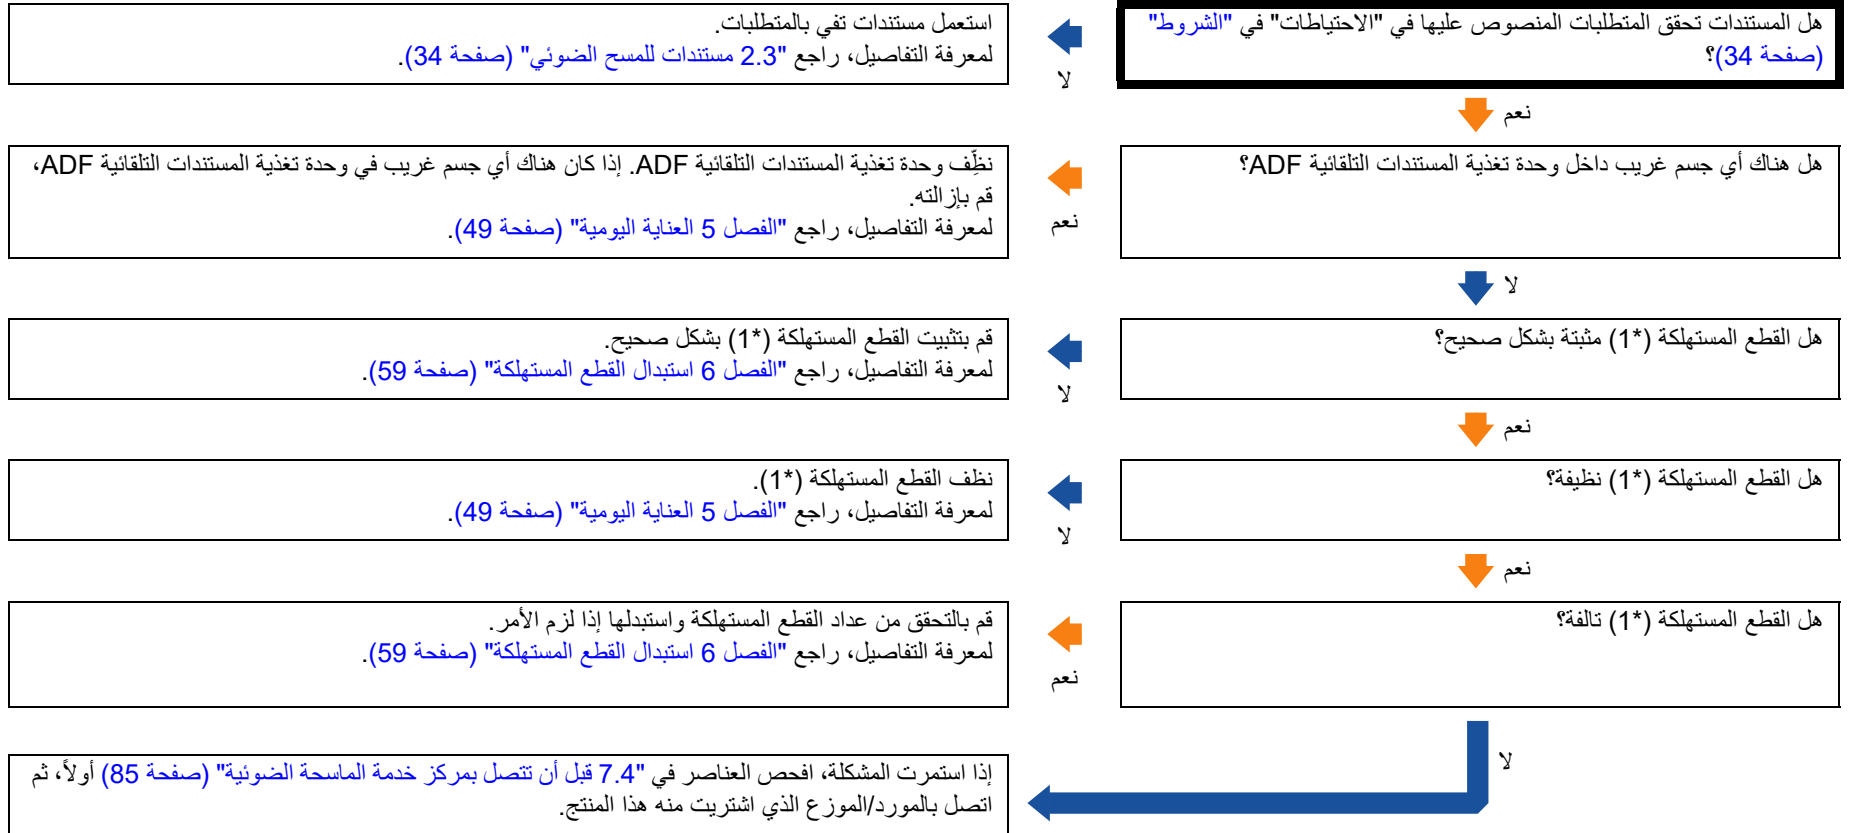 هل المستندات تحقق المتطلبات المنصوص عليها في "الاحتياطات" في "الشروط"
(صفحة 34)؟
لا
استعمل مستندات تفي بالمتطلبات.
لمعرفة التفاصيل، راجع "2.3 مستندات للمسح الضوئي" (صفحة 34).
نعم
هل هناك أي جسم غريب داخل وحدة تغذية المستندات التلقائية ADF؟
نعم
نظِّف وحدة تغذية المستندات التلقائية ADF. إذا كان هناك أي جسم غريب في وحدة تغذية المستندات التلقائية ADF،
قم بإزالته.
لمعرفة التفاصيل، راجع "الفصل 5 العناية اليومية" (صفحة 49).
لا
هل القطع المستهلكة (*1) مثبتة بشكل صحيح؟
لا
قم بتثبيت القطع المستهلكة (*1) بشكل صحيح.
لمعرفة التفاصيل، راجع "الفصل 6 استبدال القطع المستهلكة" (صفحة 59).
نعم
هل القطع المستهلكة (*1) نظيفة؟
لا
نظف القطع المستهلكة (*1).
لمعرفة التفاصيل، راجع "الفصل 5 العناية اليومية" (صفحة 49).
نعم
هل القطع المستهلكة (*1) تالفة؟
نعم
قم بالتحقق من عداد القطع المستهلكة واستبدلها إذا لزم الأمر.
لمعرفة التفاصيل، راجع "الفصل 6 استبدال القطع المستهلكة" (صفحة 59).
لا
إذا استمرت المشكلة، افحص العناصر في "7.4 قبل أن تتصل بمركز خدمة الماسحة الضوئية" (صفحة 85) أولاً، ثم
اتصل بالمورد/الموزع الذي اشتريت منه هذا المنتج.